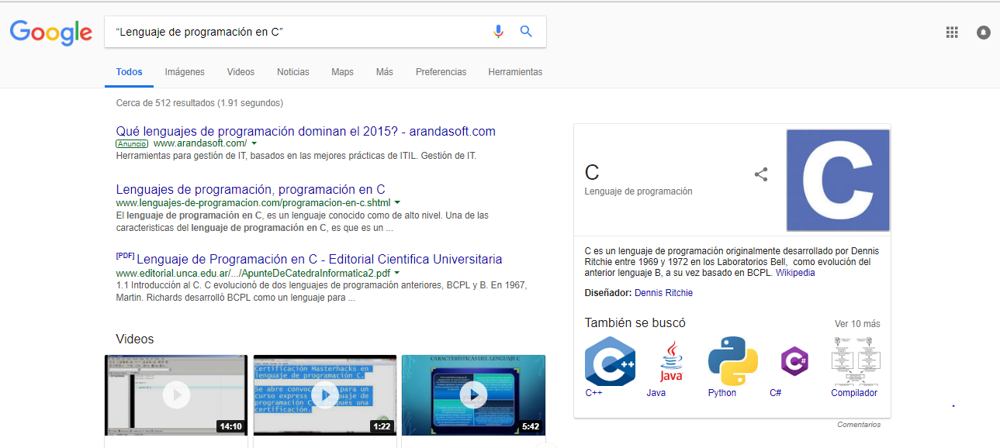 Google
“Lenguaje de programación en C”
Todos Imágenes Videos Noticias Maps Más Preferencias Herramientas
Cerca de 512 resultados (1.91 segundos)
Qué lenguajes de programación dominan el 2015? - arandasoft.com
Anuncio www.arandasoft.com/
Herramientas para gestión de IT, basados en las mejores prácticas de ITIL. Gestión de IT.
Lenguajes de programación, programación en C
www.lenguajes-de-programacion.com/programacion-en-c.shtml
El lenguaje de programación en C, es un lenguaje conocido como de alto nivel. Una de las
caracteristicas del lenguaje de programación en C, es que es un ...
[PDF] Lenguaje de Programación en C - Editorial Cientifica Universitaria
www.editorial.unca.edu.ar/.../ApunteDeCatedraInformatica2.pdf
1.1 Introducción al C. C evolucionó de dos lenguajes de programación anteriores, BCPL y B. En 1967,
Martin. Richards desarrolló BCPL como un lenguaje para ...
Videos
14:10
Certificación Masterhacks en
lenguaje de programación C.
Se abre convoc para un
curso express en lenguaje de
programación C después una
certificación.
1:22
CARACTERÍSTICAS DEL LENGUAJE C
5:42
C
Lenguaje de programación
C
C es un lenguaje de programación originalmente desarrollado por Dennis
Ritchie entre 1969 y 1972 en los Laboratorios Bell, como evolución del
anterior lenguaje B, a su vez basado en BCPL. Wikipedia
Diseñador: Dennis Ritchie
También se buscó Ver 10 más
C++
Java
C#
C++ Java Python C# Compilador
Comentarios